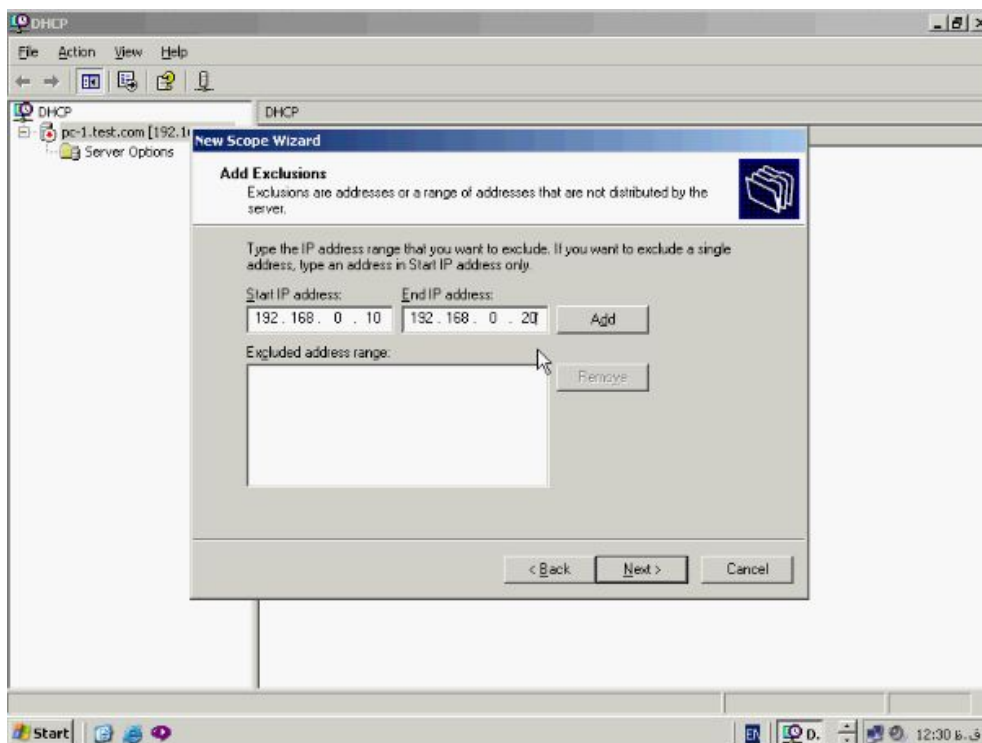 DHCP
File Action View Help
DHCP
DHCP
pc-1.test.com [192.16
Server Options
New Scope Wizard
Add Exclusions
Exclusions are addresses or a range of addresses that are not distributed by the
server.
Type the IP address range that you want to exclude. If you want to exclude a single
address, type an address in Start IP address only.
Start IP address: End IP address:
192 . 168 . 0 . 10 192 . 168 . 0 . 20 Add
Excluded address range:
Remove
< Back Next > Cancel
Start EN D. 12:30 ق.ظ